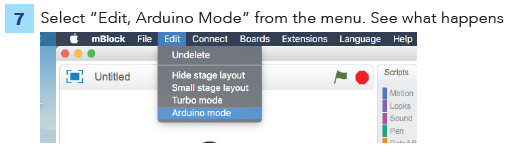 7 Select “Edit, Arduino Mode” from the menu. See what happens
mBlock File Edit Connect Boards Extensions Language Help
Undelete
Untitled
Hide stage layout
Small stage layout
Turbo mode
Arduino mode
Scripts
Motion
Looks
Sound
Pen